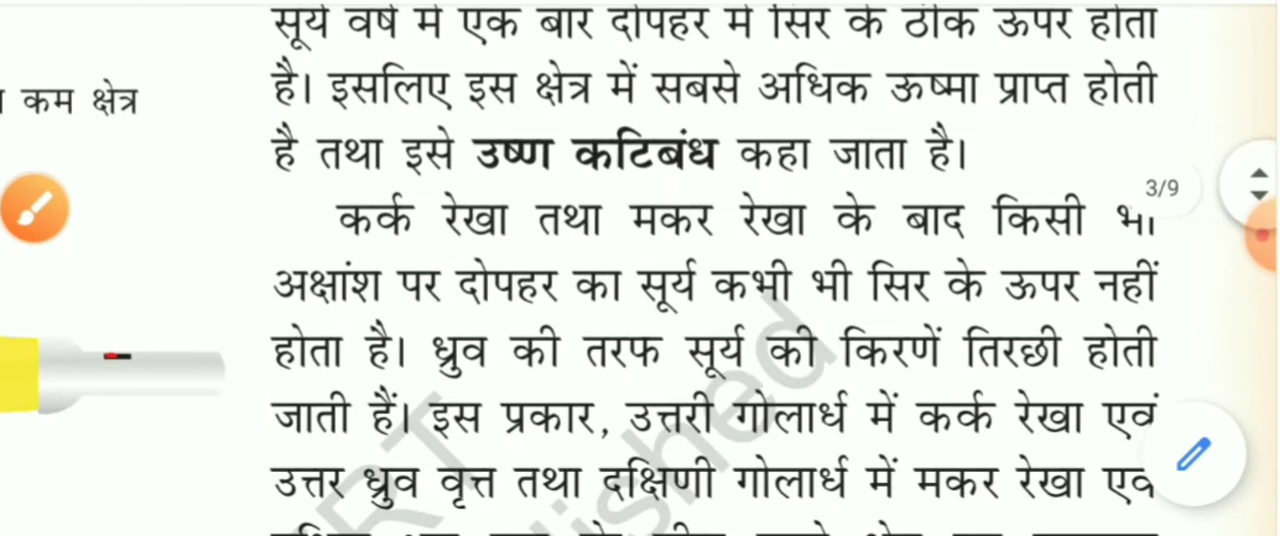 सूर्य वर्ष में एक बार दोपहर में सिर के ठीक ऊपर होता
कम क्षेत्र
है। इसलिए इस क्षेत्र में सबसे अधिक ऊष्मा प्राप्त होती
है तथा इसे उष्ण कटिबंध कहा जाता है।
3/9
कर्क रेखा तथा मकर रेखा के बाद किसी भी
अक्षांश पर दोपहर का सूर्य कभी भी सिर के ऊपर नहीं
होता है। ध्रुव की तरफ सूर्य की किरणें तिरछी होती
जाती हैं। इस प्रकार, उत्तरी गोलार्ध में कर्क रेखा एवं
उत्तर ध्रुव वृत्त तथा दक्षिणी गोलार्ध में मकर रेखा एवं